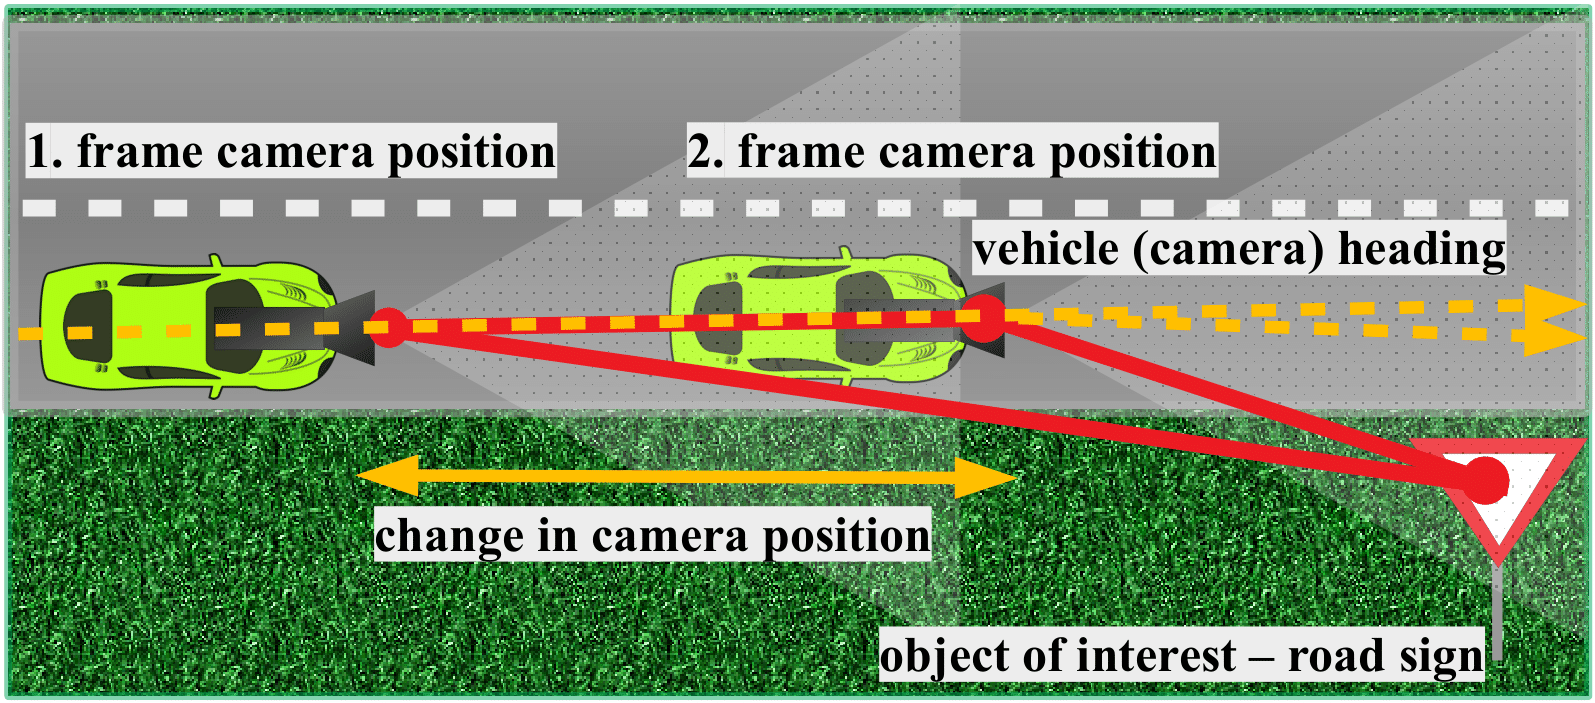 1. frame camera position
2. frame camera position
vehicle (camera) heading
change in camera position
object of interest – road sign